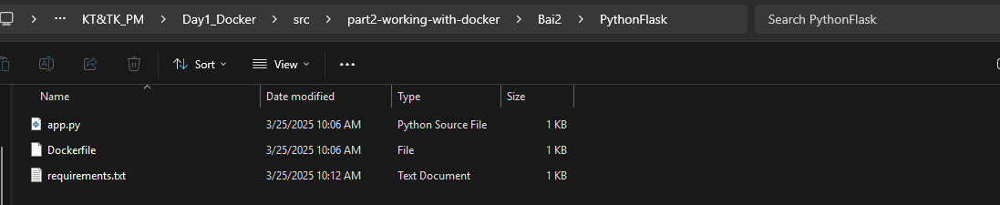 ··· KT&TK_PM > Day1_Docker > src > part2-working-with-docker > Bai2 > PythonFlask Search PythonFlask
Sort View ···
Name Date modified Type Size
app.py 3/25/2025 10:06 AM Python Source File 1 KB
Dockerfile 3/25/2025 10:06 AM File 1 KB
requirements.txt 3/25/2025 10:12 AM Text Document 1 KB